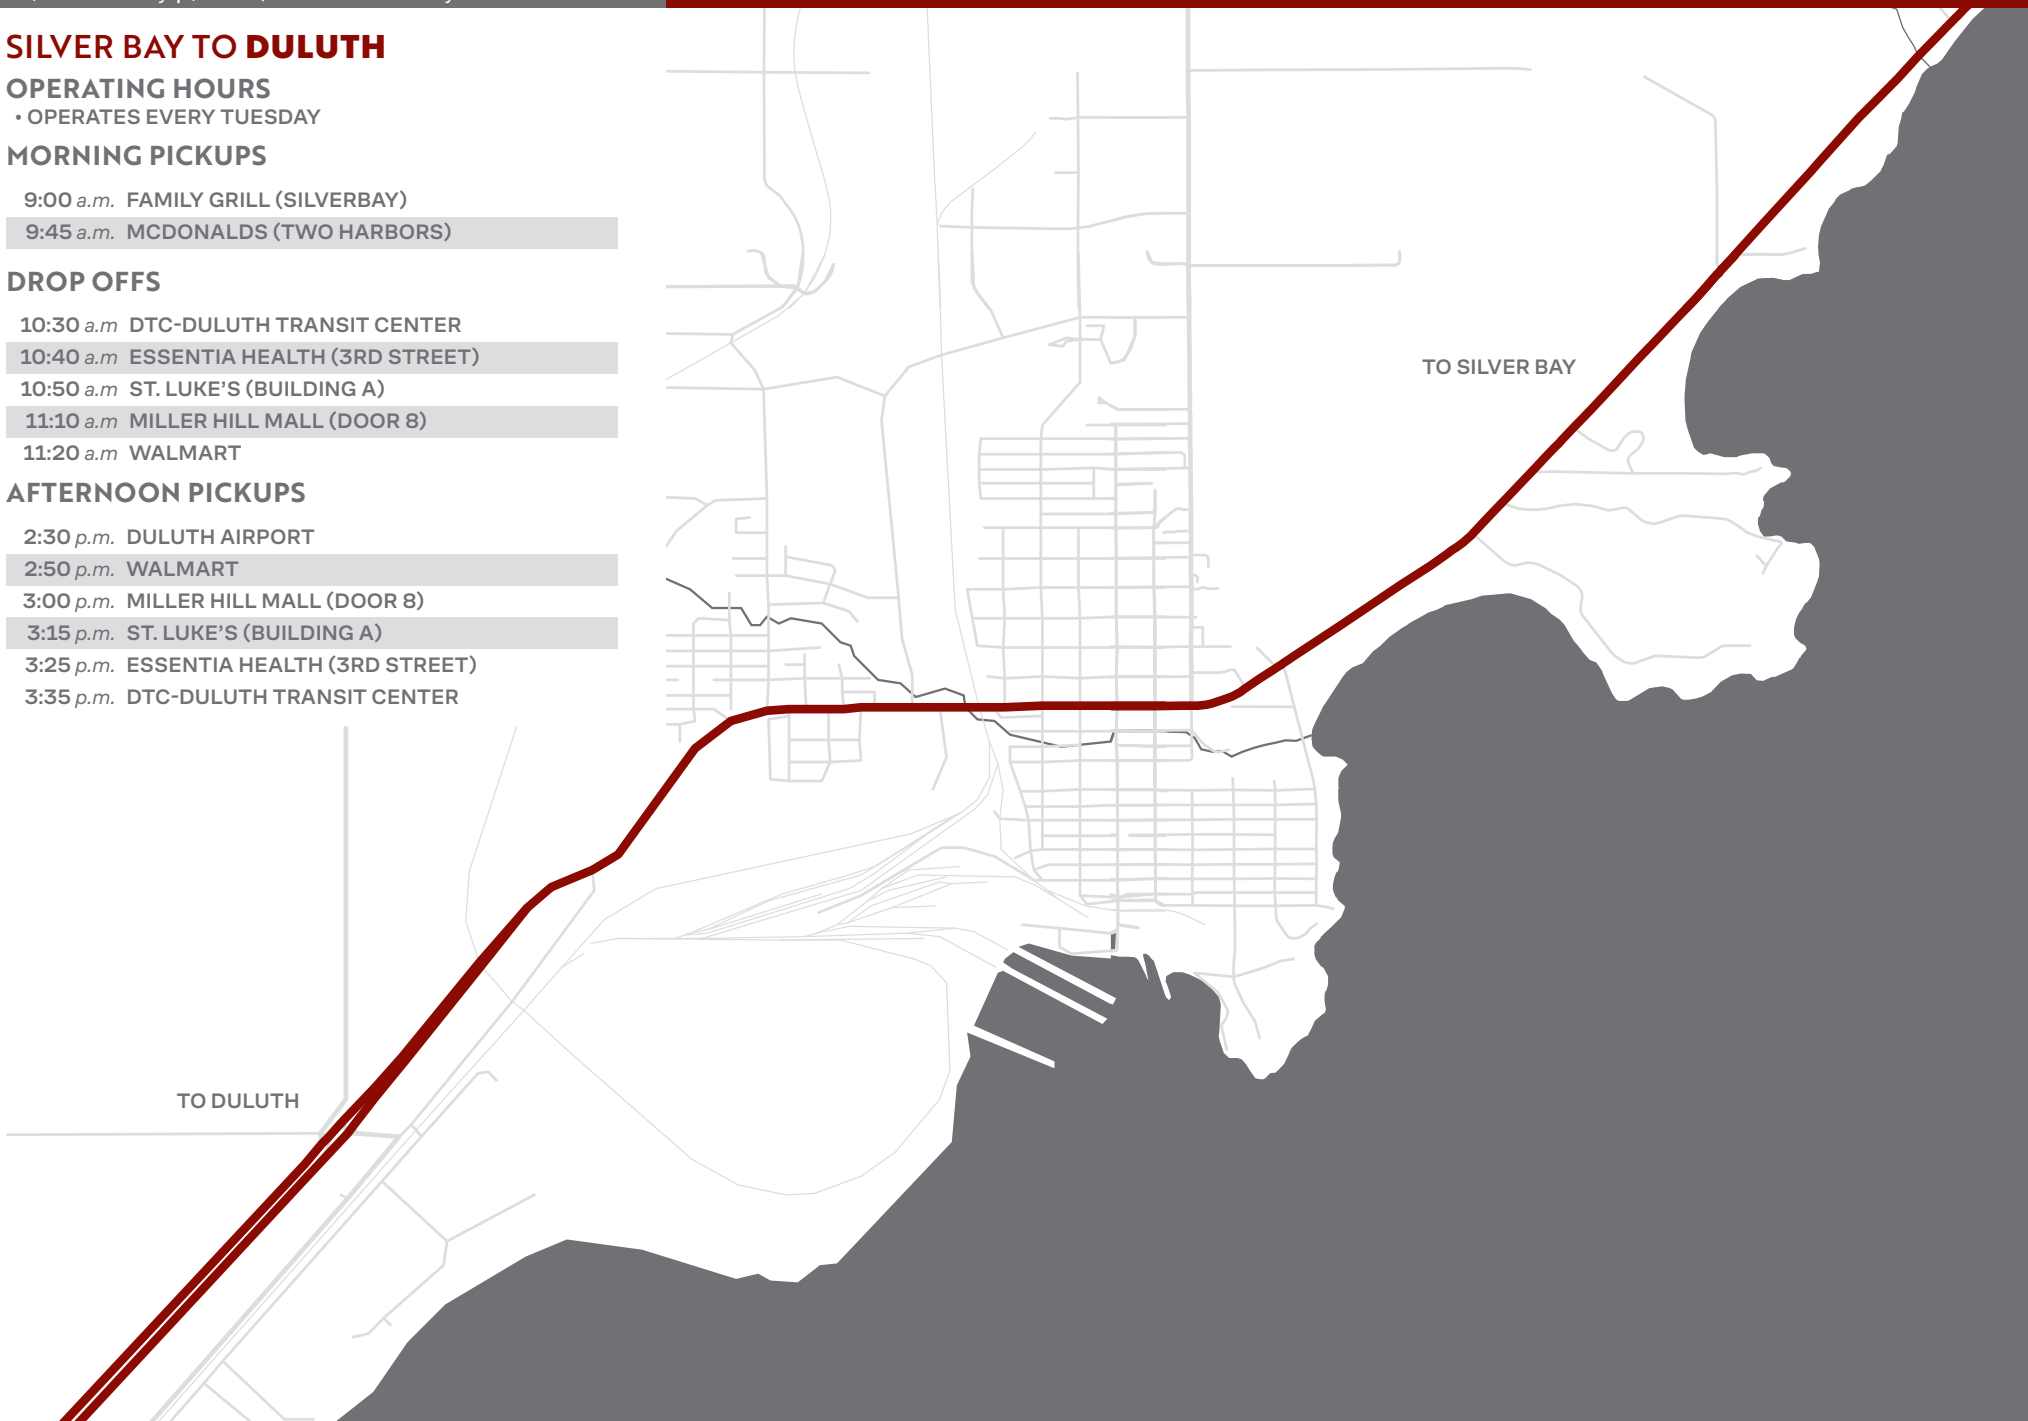 SILVER BAY TO DULUTH
OPERATING HOURS
• OPERATES EVERY TUESDAY
MORNING PICKUPS
9:00 a.m. FAMILY GRILL (SILVERBAY)
9:45 a.m. MCDONALDS (TWO HARBORS)
DROP OFFS
10:30 a.m DTC-DULUTH TRANSIT CENTER
10:40 a.m ESSENTIA HEALTH (3RD STREET)
10:50 a.m ST. LUKE'S (BUILDING A)
11:10 a.m MILLER HILL MALL (DOOR 8)
11:20 a.m WALMART
AFTERNOON PICKUPS
2:30 p.m. DULUTH AIRPORT
2:50 p.m. WALMART
3:00 p.m. MILLER HILL MALL (DOOR 8)
3:15 p.m. ST. LUKE'S (BUILDING A)
3:25 p.m. ESSENTIA HEALTH (3RD STREET)
3:35 p.m. DTC-DULUTH TRANSIT CENTER
TO SILVER BAY
TO DULUTH